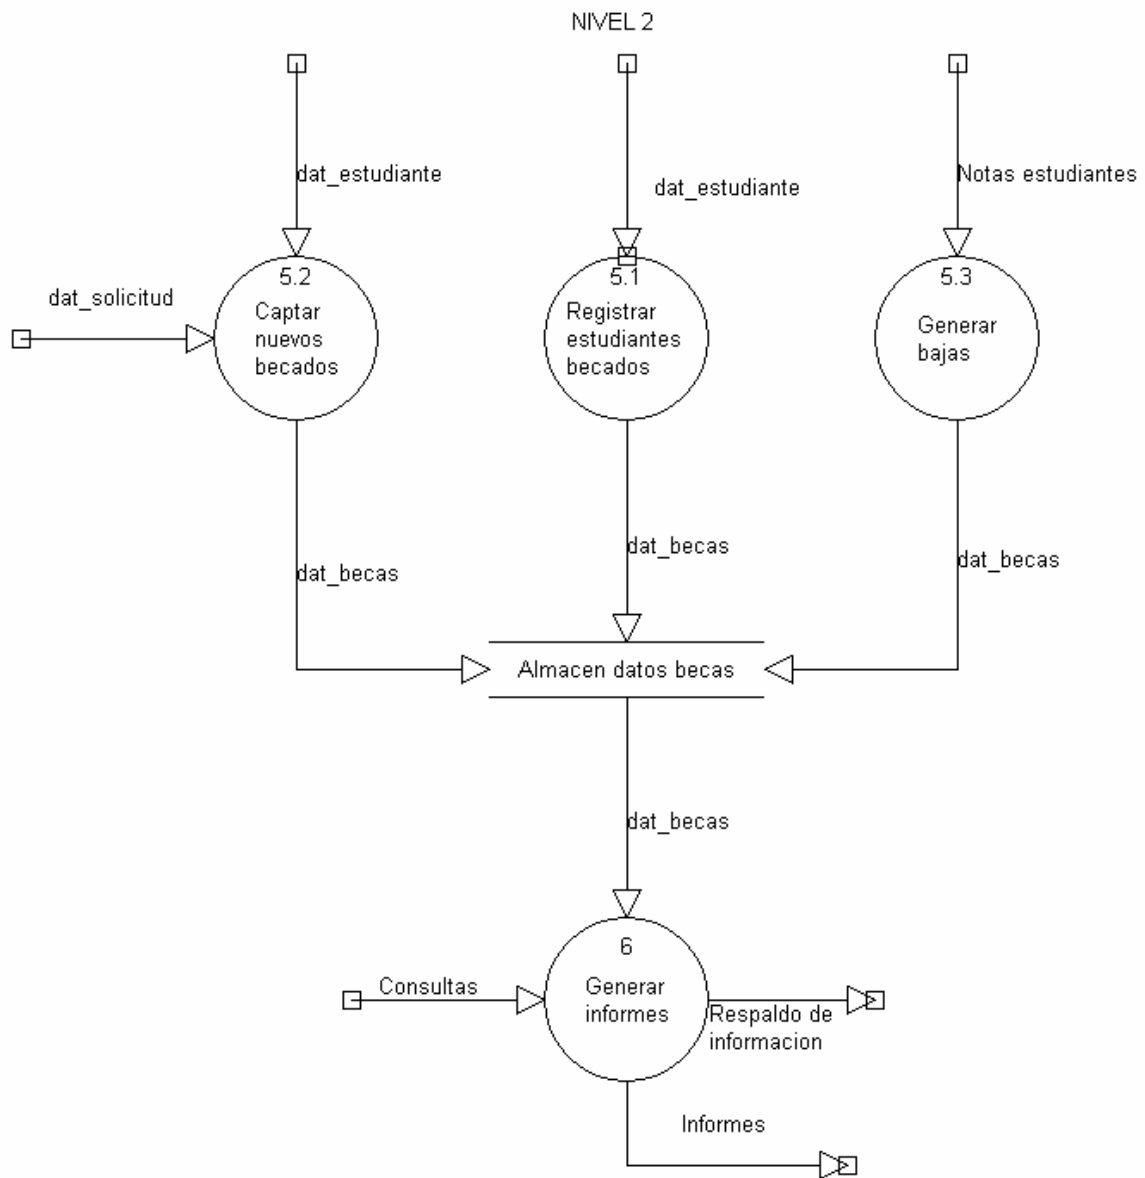 NIVEL 2
dat_estudiante
dat_estudiante
Notas estudiantes
dat_solicitud
5.2
Captar
nuevos
becados
5.1
Registrar
estudiantes
becados
5.3
Generar
bajas
dat_becas
dat_becas
dat_becas
Almacen datos becas
dat_becas
Consultas
6
Generar
informes
Respaldo de
informacion
Informes